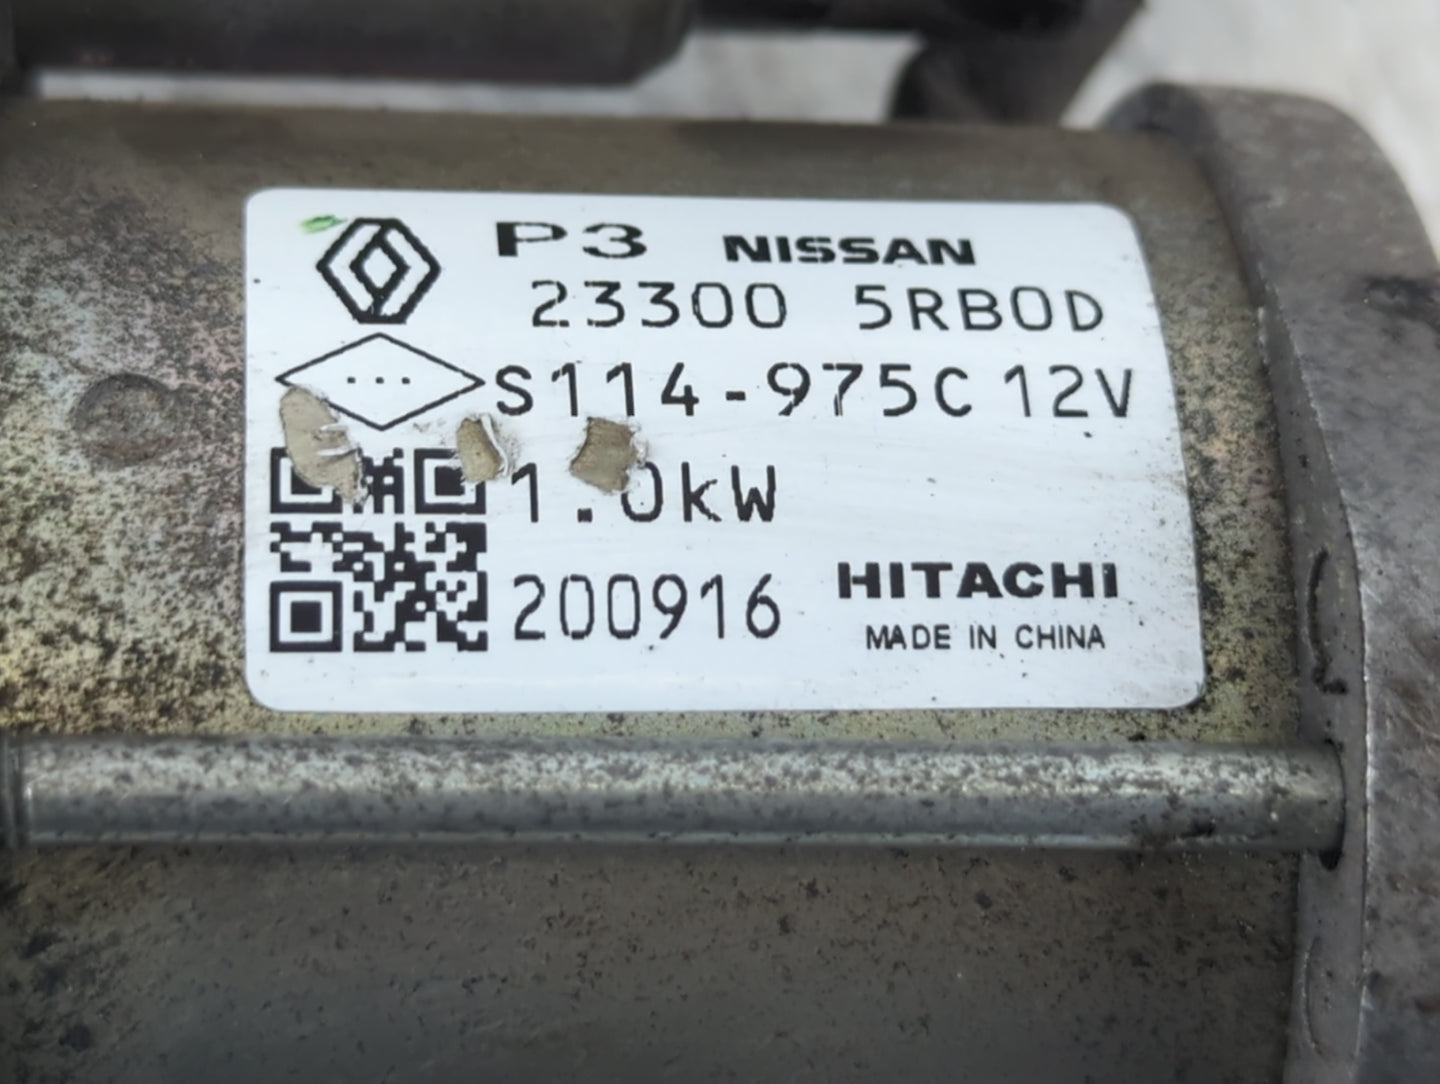 P3 NISSAN
23300 5RB0D
S114-975C 12V
1.0kW
200916
HITACHI
MADE IN CHINA